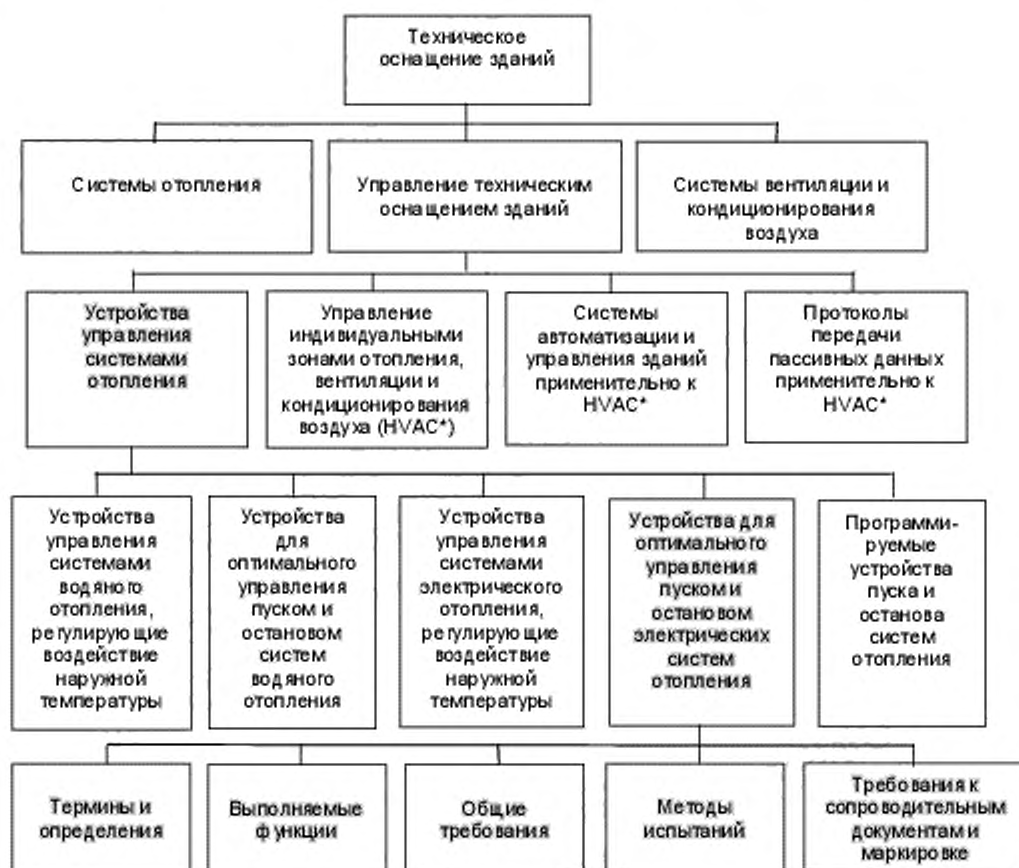 Техническое
оснащение зданий
Системы отопления
Управление техническим
оснащением зданий
Системы вентиляции и
кондиционирования
воздуха
Устройства
управления
системами
отопления
Управление
индивидуальными
зонами отопления,
вентиляции и
кондиционирования
воздуха (HVAC*)
Системы
автоматизации и
управления зданий
применительно к
HVAC*
Протоколы
передачи
пассивных данных
применительно к
HVAC*
Устройства
управления
системами
водяного
отопления,
регулирующие
воздействие
наружной
температуры
Устройства
для
оптимального
управления
пуском и
остановом
систем
водяного
отопления
Устройства
управления
системами
электрического
отопления,
регулирующие
воздействие
наружной
температуры
Устройства для
оптимального
управления
пуском и
остановом
электрических
систем
отопления
Программи-
руемые
устройства
пуска и
останова
систем
отопления
Термины и
определения
Выполняемые
функции
Общие
требования
Методы
испытаний
Требования к
сопроводительным
документам и
маркировке